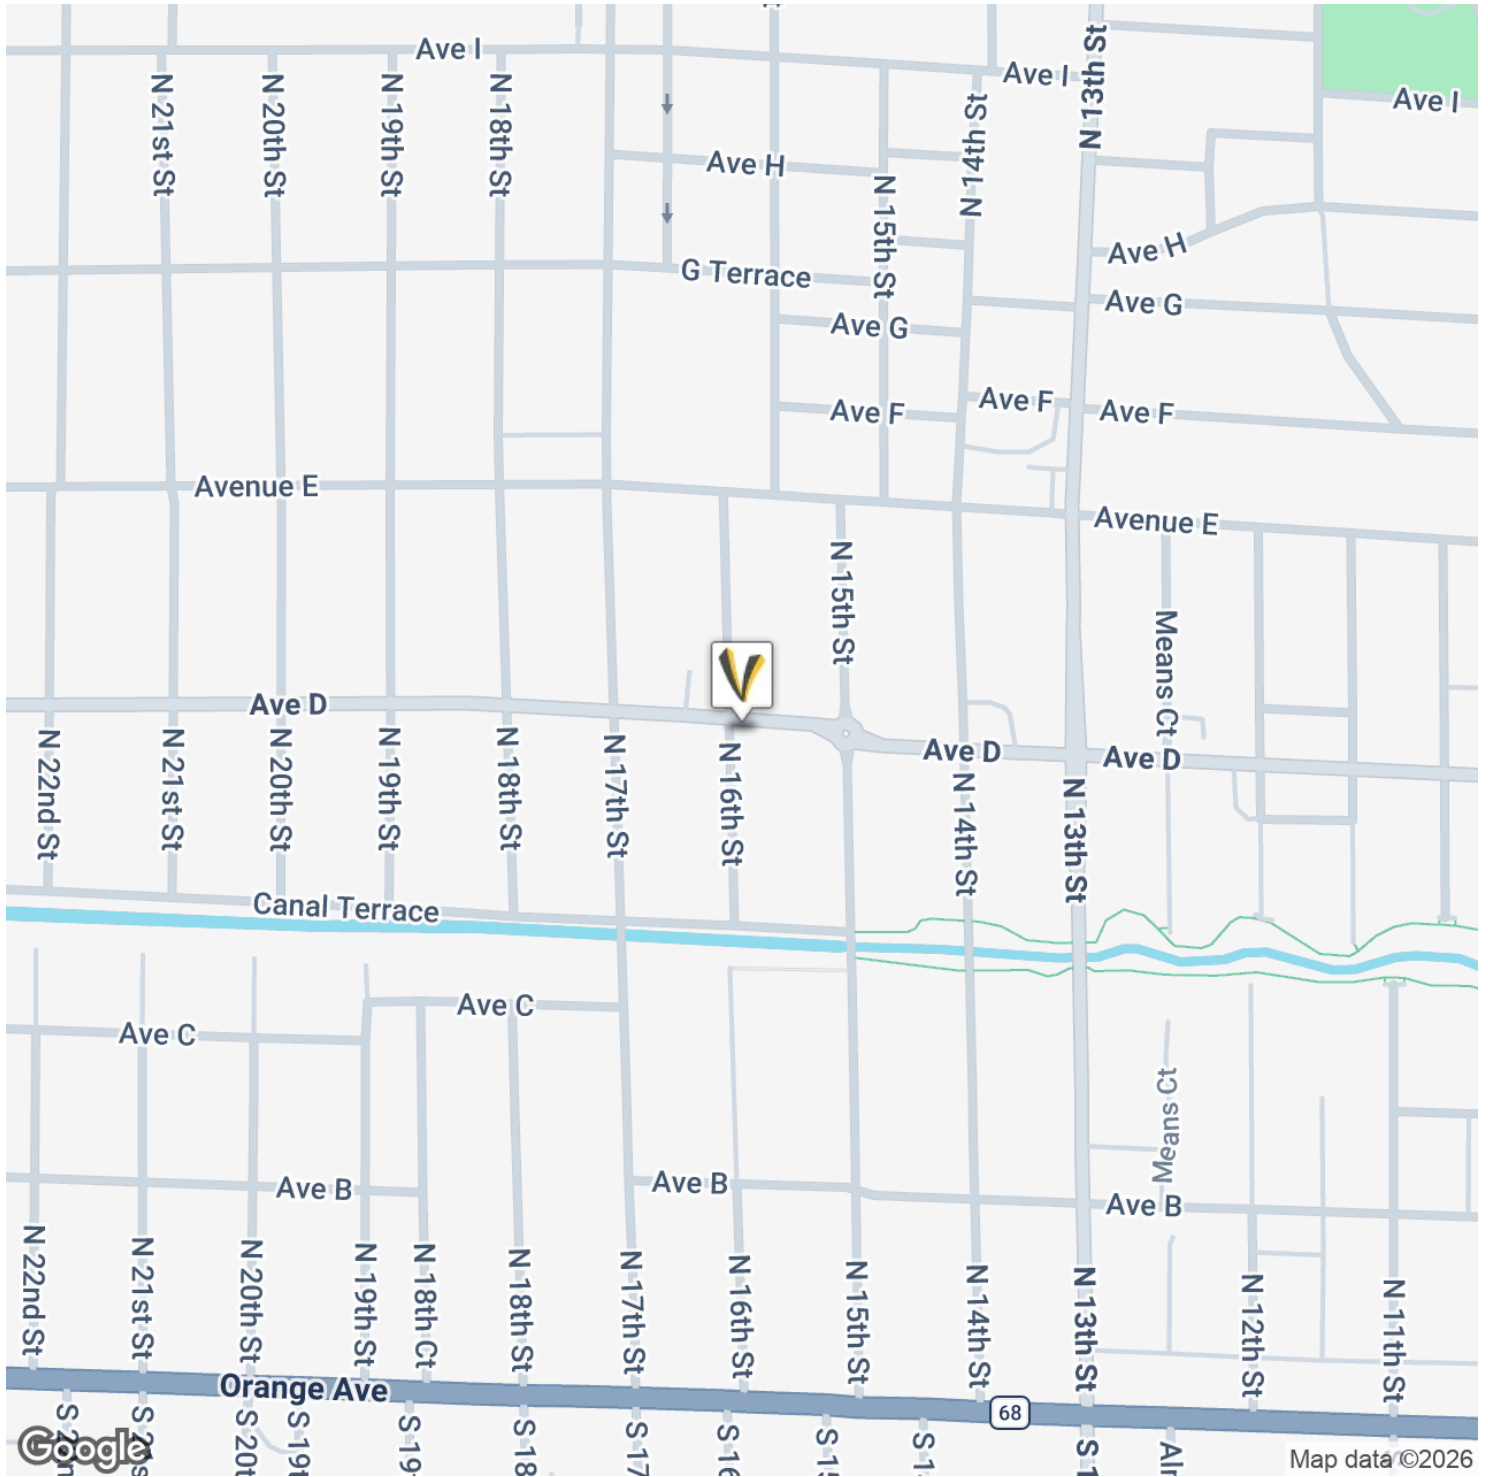 Ave I
Ave I
Ave I
N 13th St
N 21st St
N 20th St
N 19th St
N 18th St
N 14th St
Ave H
N 15th St
Ave H
G Terrace
Ave G
Ave G
Ave F
Ave F
Ave F
Avenue E
Avenue E
N 15th St
Means Ct
Ave D
Ave D
Ave D
N 22nd St
N 21st St
N 20th St
N 19th St
N 18th St
N 17th St
N 16th St
N 14th St
N 13th St
Canal Terrace
Ave C
Ave C
Means Ct
Ave B
Ave B
Ave B
N 22nd St
N 21st St
N 20th St
N 19th St
N 18th Ct
N 18th St
N 17th St
N 16th St
N 15th St
N 14th St
N 13th St
N 12th St
N 11th St
Orange Ave
68
Google
Map data ©2026